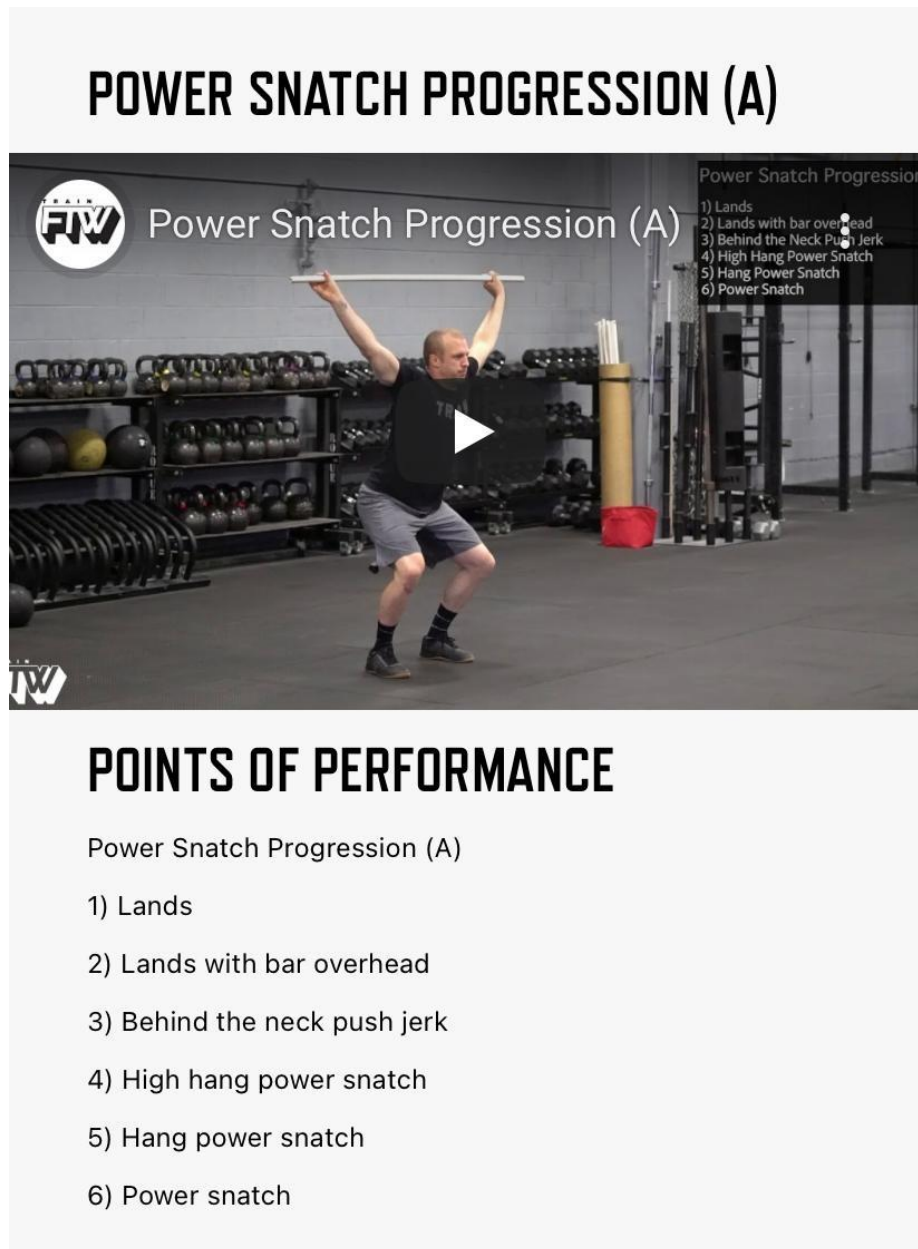 POWER SNATCH PROGRESSION (A)
TRAIN
FTW
Power Snatch Progression (A)
Power Snatch Progression
1) Lands
2) Lands with bar overhead
3) Behind the Neck Push Jerk
4) High Hang Power Snatch
5) Hang Power Snatch
6) Power Snatch
POINTS OF PERFORMANCE
Power Snatch Progression (A)
1) Lands
2) Lands with bar overhead
3) Behind the neck push jerk
4) High hang power snatch
5) Hang power snatch
6) Power snatch